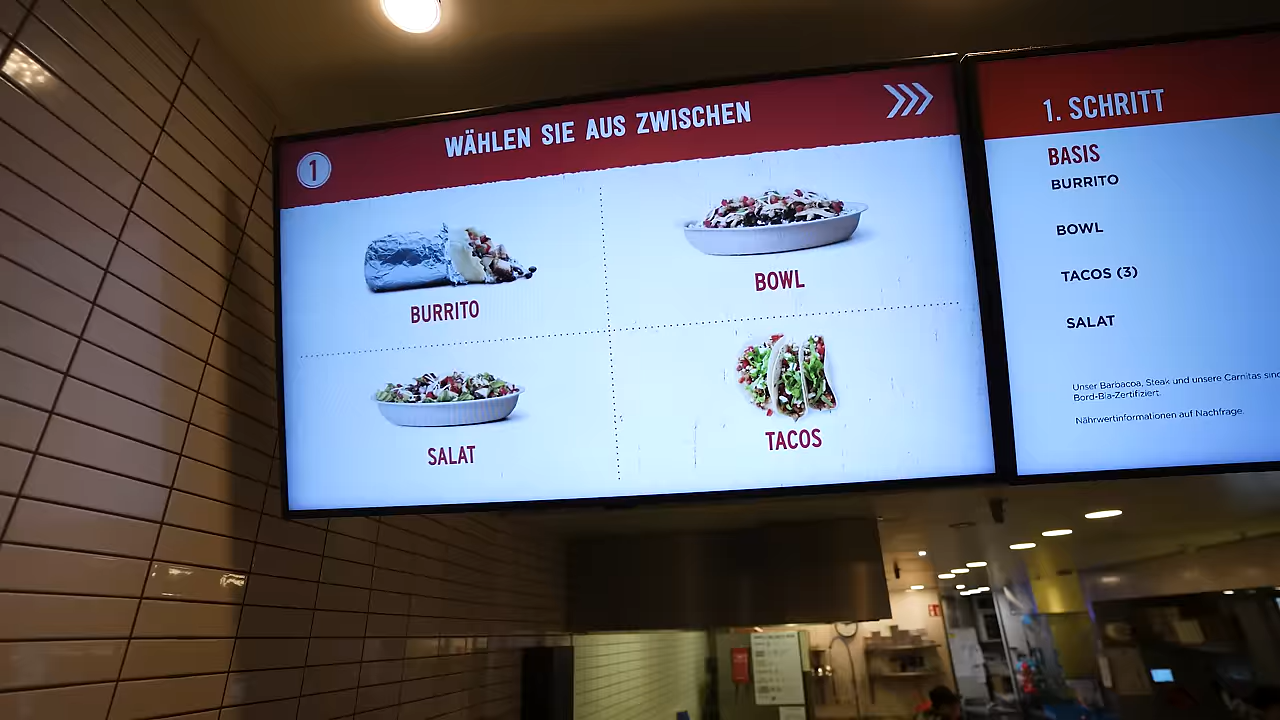 1
WÄHLEN SIE AUS ZWISCHEN
BURRITO
BOWL
SALAT
TACOS
1. SCHRITT
BASIS
BURRITO
BOWL
TACOS (3)
SALAT
Unser Barbacoa, Steak und unsere Carnitas sind
Bord-Bia-Zertifiziert.
Nährwertinformationen auf Nachfrage.